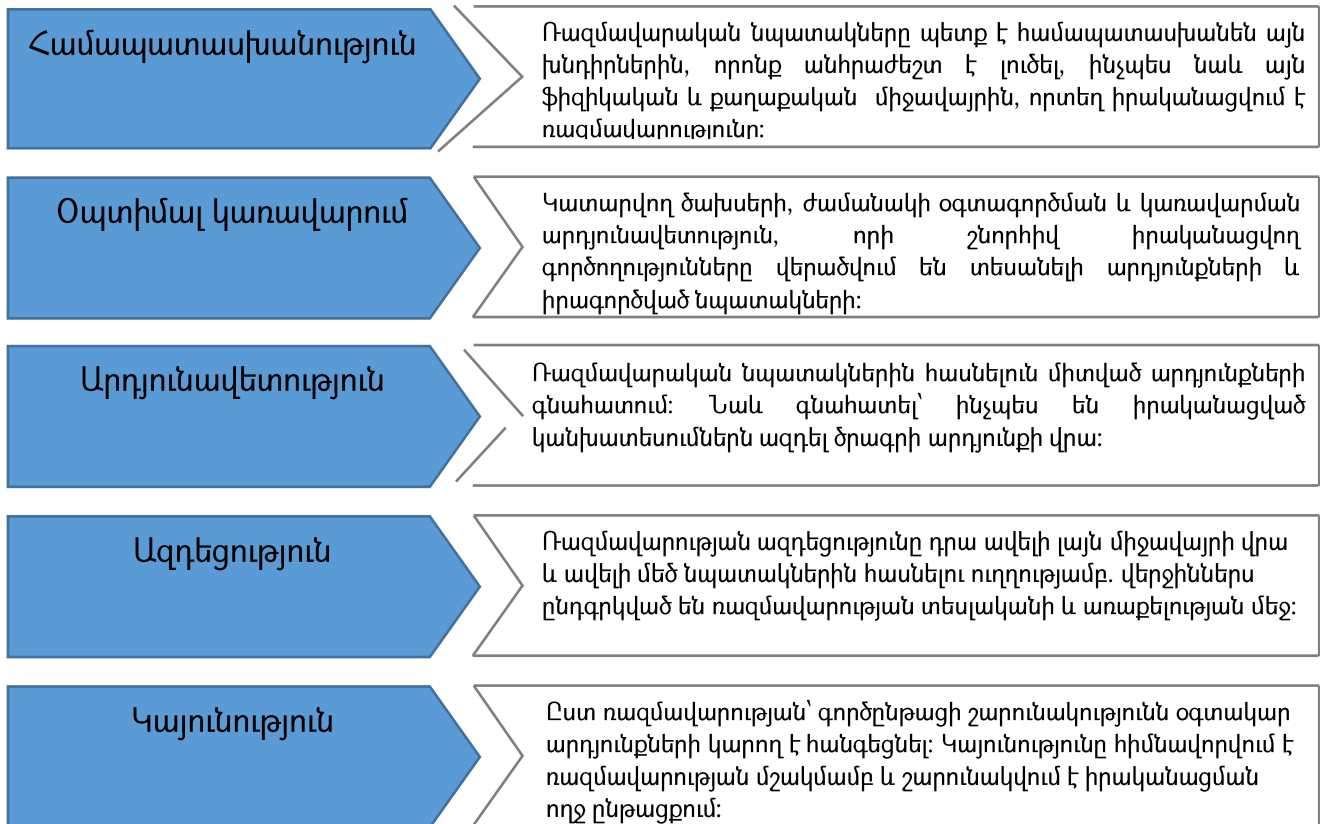 Համապատասխանություն
Ռազմավարական նպատակները պետք է համապատասխանեն այն
խնդիրներին, որոնք անհրաժեշտ է լուծել, ինչպես նաև այն
ֆիզիկական և քաղաքական միջավայրին, որտեղ իրականացվում է
ռազմավարությունը:
Օպտիմալ կառավարում
Կատարվող ծախսերի, ժամանակի օգտագործման և կառավարման
արդյունավետություն, որի շնորհիվ իրականացվող
գործողությունները վերածվում են տեսանելի արդյունքների և
իրագործված նպատակների:
Արդյունավետություն
Ռազմավարական նպատակներին հասնելուն միտված արդյունքների
գնահատում: Նաև գնահատել՝ ինչպես են իրականացված
կանխատեսումներն ազդել ծրագրի արդյունքի վրա:
Ազդեցություն
Ռազմավարության ազդեցությունը դրա ավելի լայն միջավայրի վրա
և ավելի մեծ նպատակներին հասնելու ուղղությամբ. վերջիններս
ընդգրկված են ռազմավարության տեսլականի և առաքելության մեջ:
Կայունություն
Ըստ ռազմավարության՝ գործընթացի շարունակությունն օգտակար
արդյունքների կարող է հանգեցնել: Կայունությունը հիմնավորվում է
ռազմավարության մշակմամբ և շարունակվում է իրականացման
ողջ ընթացքում: